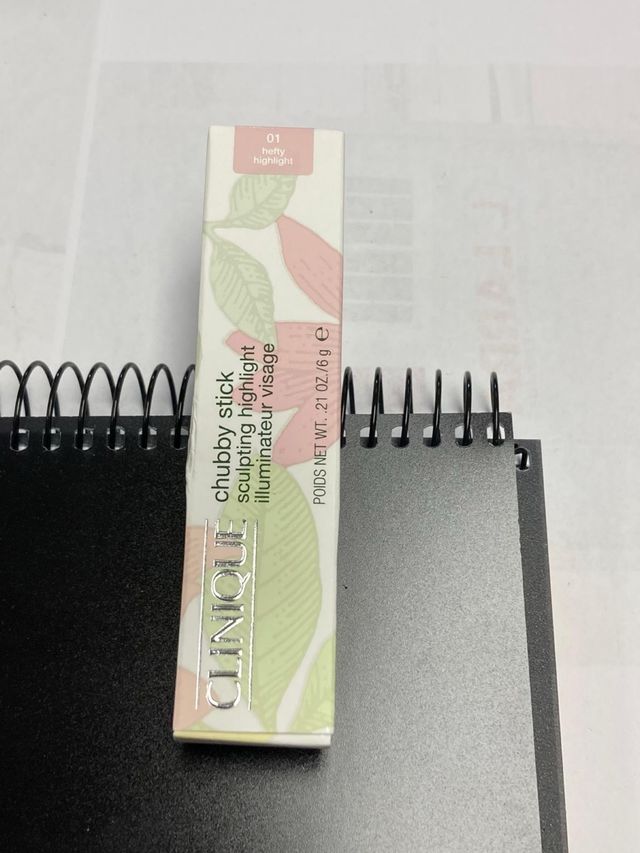 01
hefty
highlight
CLINIQUE
chubby stick
sculpting highlight
illuminateur visage
POIDS NET WT. .21 OZ./6 g ℮